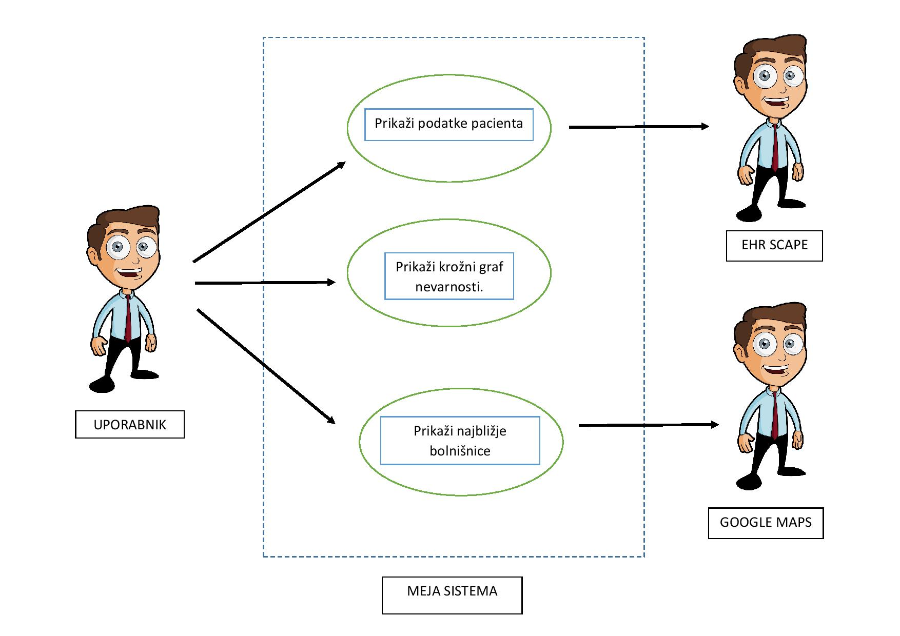 Prikaži podatke pacienta
EHR SCAPE
Prikaži krožni graf
nevarnosti.
UPORABNIK
Prikaži najbližje
bolnišnice
GOOGLE MAPS
MEJA SISTEMA